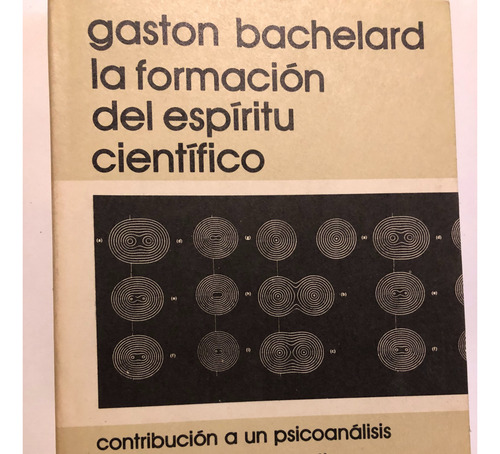 gaston bachelard
la formación
del espíritu
científico
(a) (d) (g) (a) (d)
(e) (h) (b) (e)
(f) (i) (c) (f)
contribución a un psicoanálisis